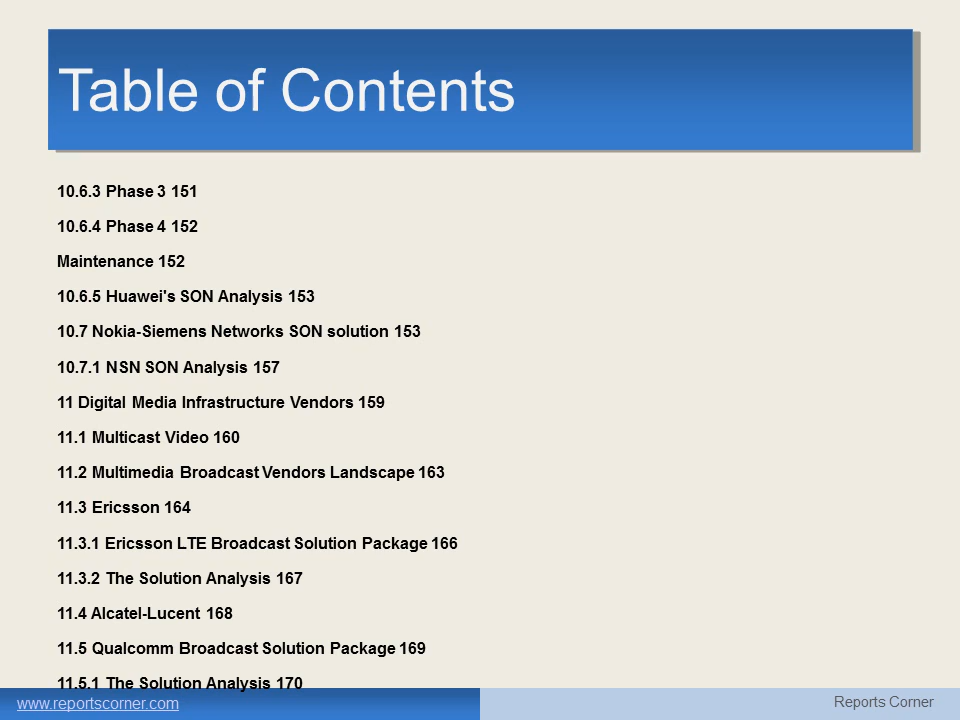 Table of Contents
10.6.3 Phase 3 151
10.6.4 Phase 4 152
Maintenance 152
10.6.5 Huawei's SON Analysis 153
10.7 Nokia-Siemens Networks SON solution 153
10.7.1 NSN SON Analysis 157
11 Digital Media Infrastructure Vendors 159
11.1 Multicast Video 160
11.2 Multimedia Broadcast Vendors Landscape 163
11.3 Ericsson 164
11.3.1 Ericsson LTE Broadcast Solution Package 166
11.3.2 The Solution Analysis 167
11.4 Alcatel-Lucent 168
11.5 Qualcomm Broadcast Solution Package 169
11.5.1 The Solution Analysis 170
www.reportscorner.com
Reports Corner